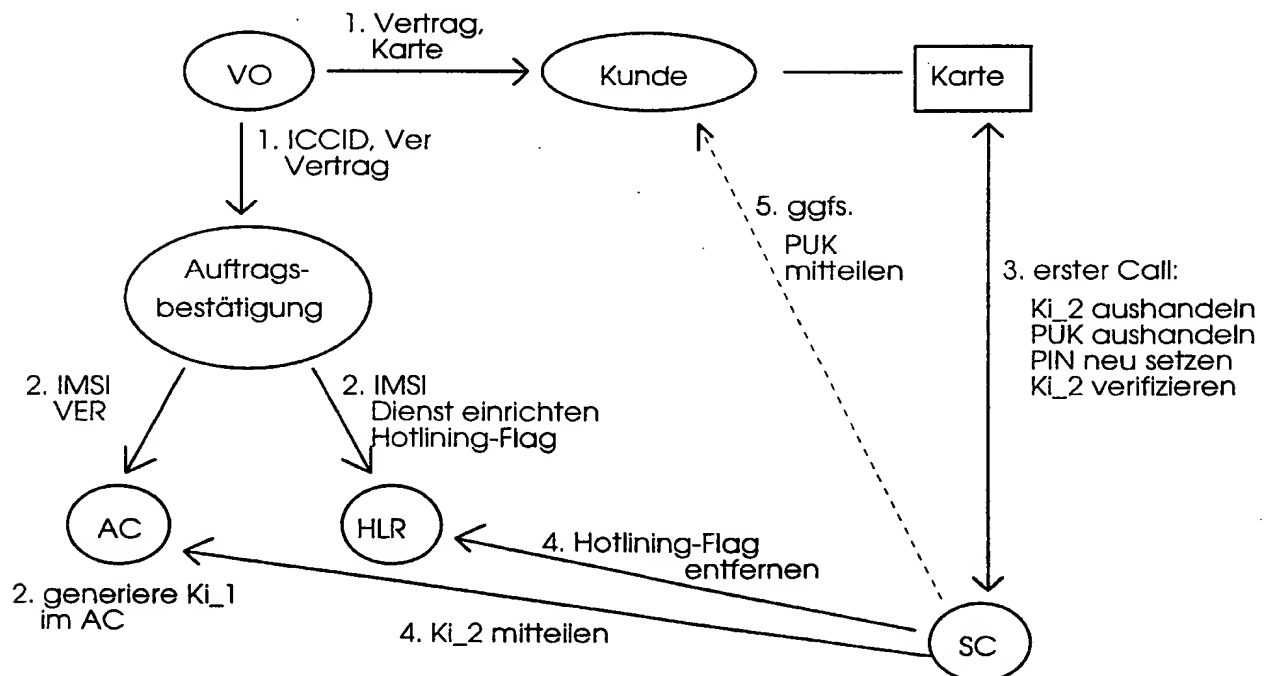 1. Vertrag,
Karte
VO
Kunde
Karte
1. ICCID, Ver
Vertrag
5. ggfs.
PUK
mitteilen
Auftrags-
bestätigung
3. erster Call:
Ki_2 aushandeln
PUK aushandeln
PIN neu setzen
Ki_2 verifizieren
2. IMSI
VER
2. IMSI
Dienst einrichten
Hotlining-Flag
AC
HLR
4. Hotlining-Flag
entfernen
2. generiere Ki_1
im AC
4. Ki_2 mitteilen
SC